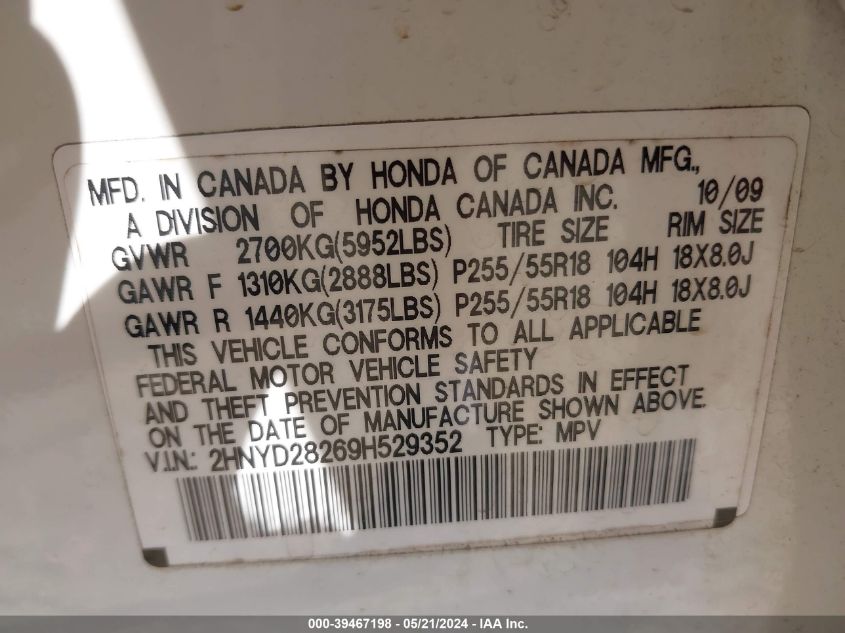 MFD. IN CANADA BY HONDA OF CANADA MFG., 10/09
A DIVISION OF HONDA CANADA INC.
GVWR 2700KG(5952LBS) TIRE SIZE RIM SIZE
GAWR F 1310KG(2888LBS) P255/55R18 104H 18X8.0J
GAWR R 1440KG(3175LBS) P255/55R18 104H 18X8.0J
THIS VEHICLE CONFORMS TO ALL APPLICABLE
FEDERAL MOTOR VEHICLE SAFETY
AND THEFT PREVENTION STANDARDS IN EFFECT
ON THE DATE OF MANUFACTURE SHOWN ABOVE.
V.I.N.: 2HNYD28269H529352 TYPE: MPV
000-39467198 - 05/21/2024 - IAA Inc.